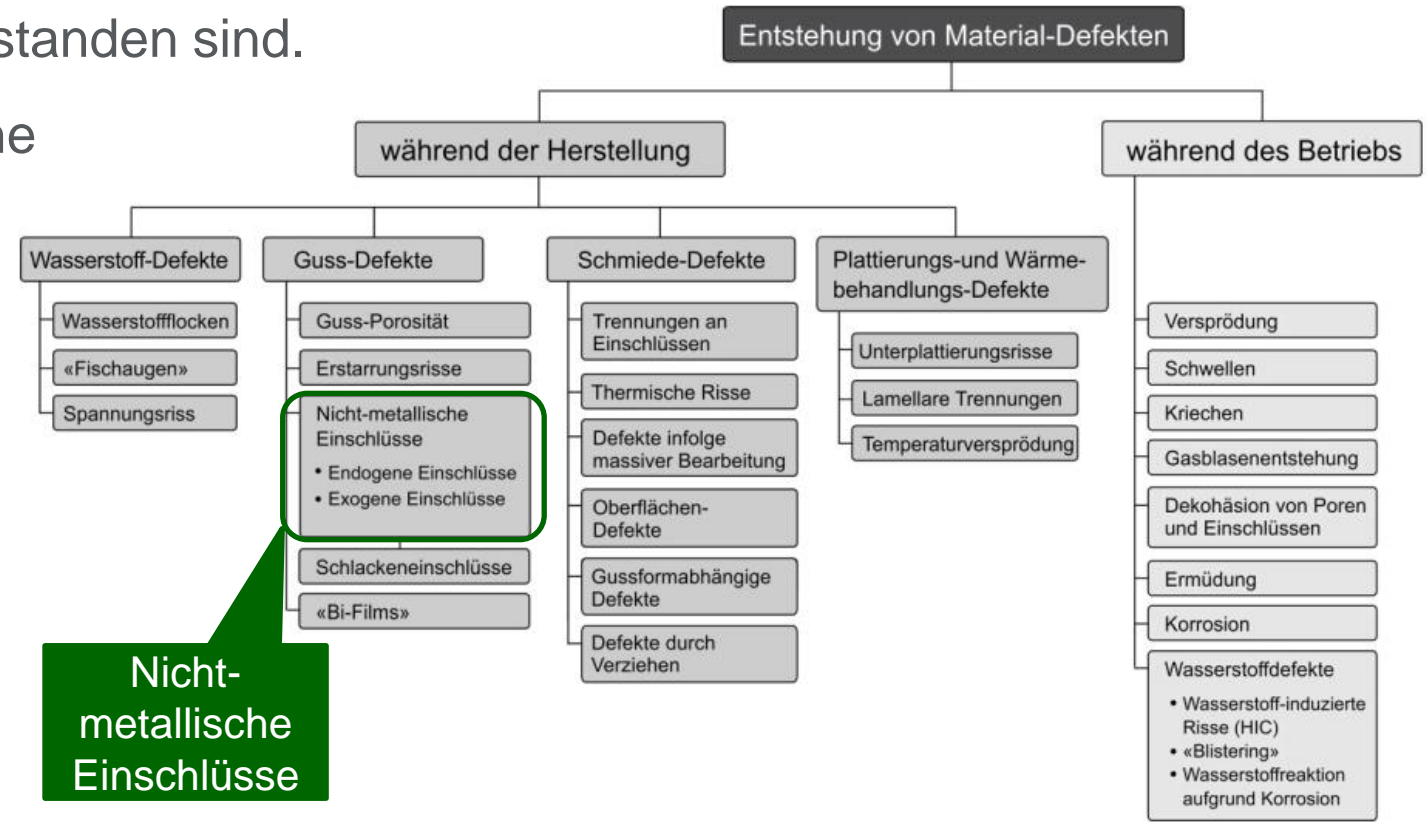 standen sind.
ne
Entstehung von Material-Defekten
während der Herstellung
während des Betriebs
Wasserstoff-Defekte
Wasserstoffflocken
«Fischaugen»
Spannungsriss
Guss-Defekte
Guss-Porosität
Erstarrungsrisse
Nicht-metallische
Einschlüsse
• Endogene Einschlüsse
• Exogene Einschlüsse
Schlackeneinschlüsse
«Bi-Films»
Schmiede-Defekte
Trennungen an
Einschlüssen
Thermische Risse
Defekte infolge
massiver Bearbeitung
Oberflächen-
Defekte
Gussformabhängige
Defekte
Defekte durch
Verziehen
Plattierungs-und Wärme-
behandlungs-Defekte
Unterplattierungsrisse
Lamellare Trennungen
Temperaturversprödung
Versprödung
Schwellen
Kriechen
Gasblasenentstehung
Dekohäsion von Poren
und Einschlüssen
Ermüdung
Korrosion
Wasserstoffdefekte
• Wasserstoff-induzierte
Risse (HIC)
• «Blistering»
• Wasserstoffreaktion
aufgrund Korrosion
Nicht-
metallische
Einschlüsse